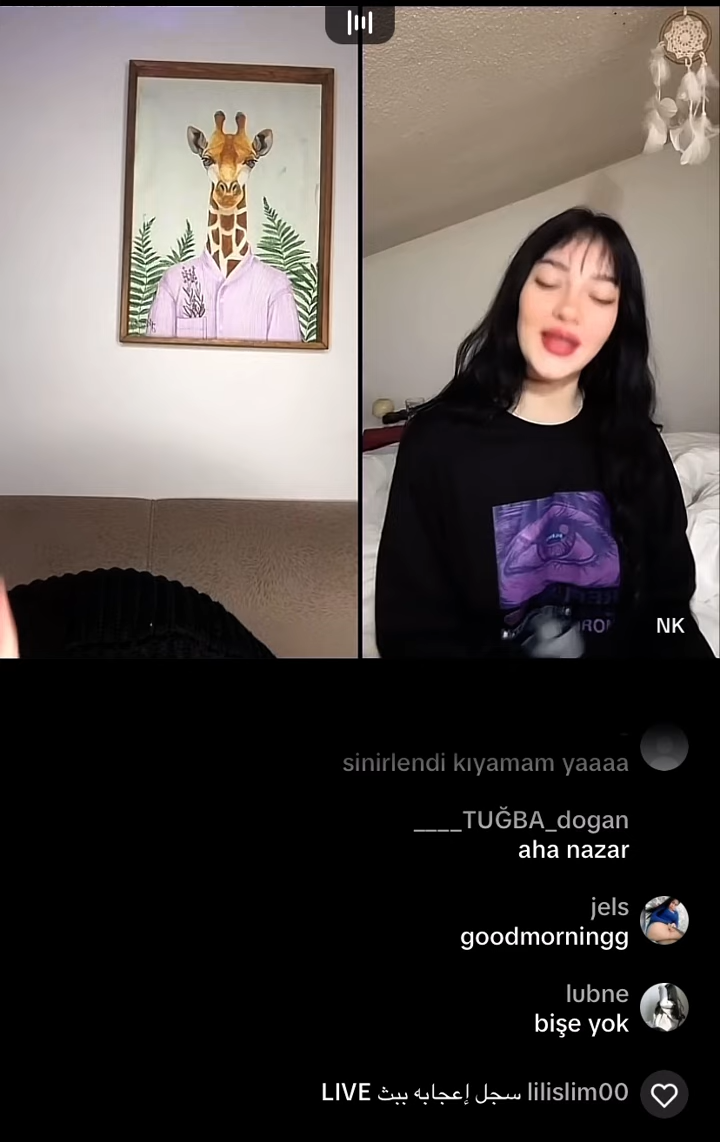 NK
sinirlendi kıyamam yaaaa
____TUĞBA_dogan
aha nazar
jels
goodmorningg
lubne
bişe yok
lilislim00 سجل إعجابه ببث LIVE